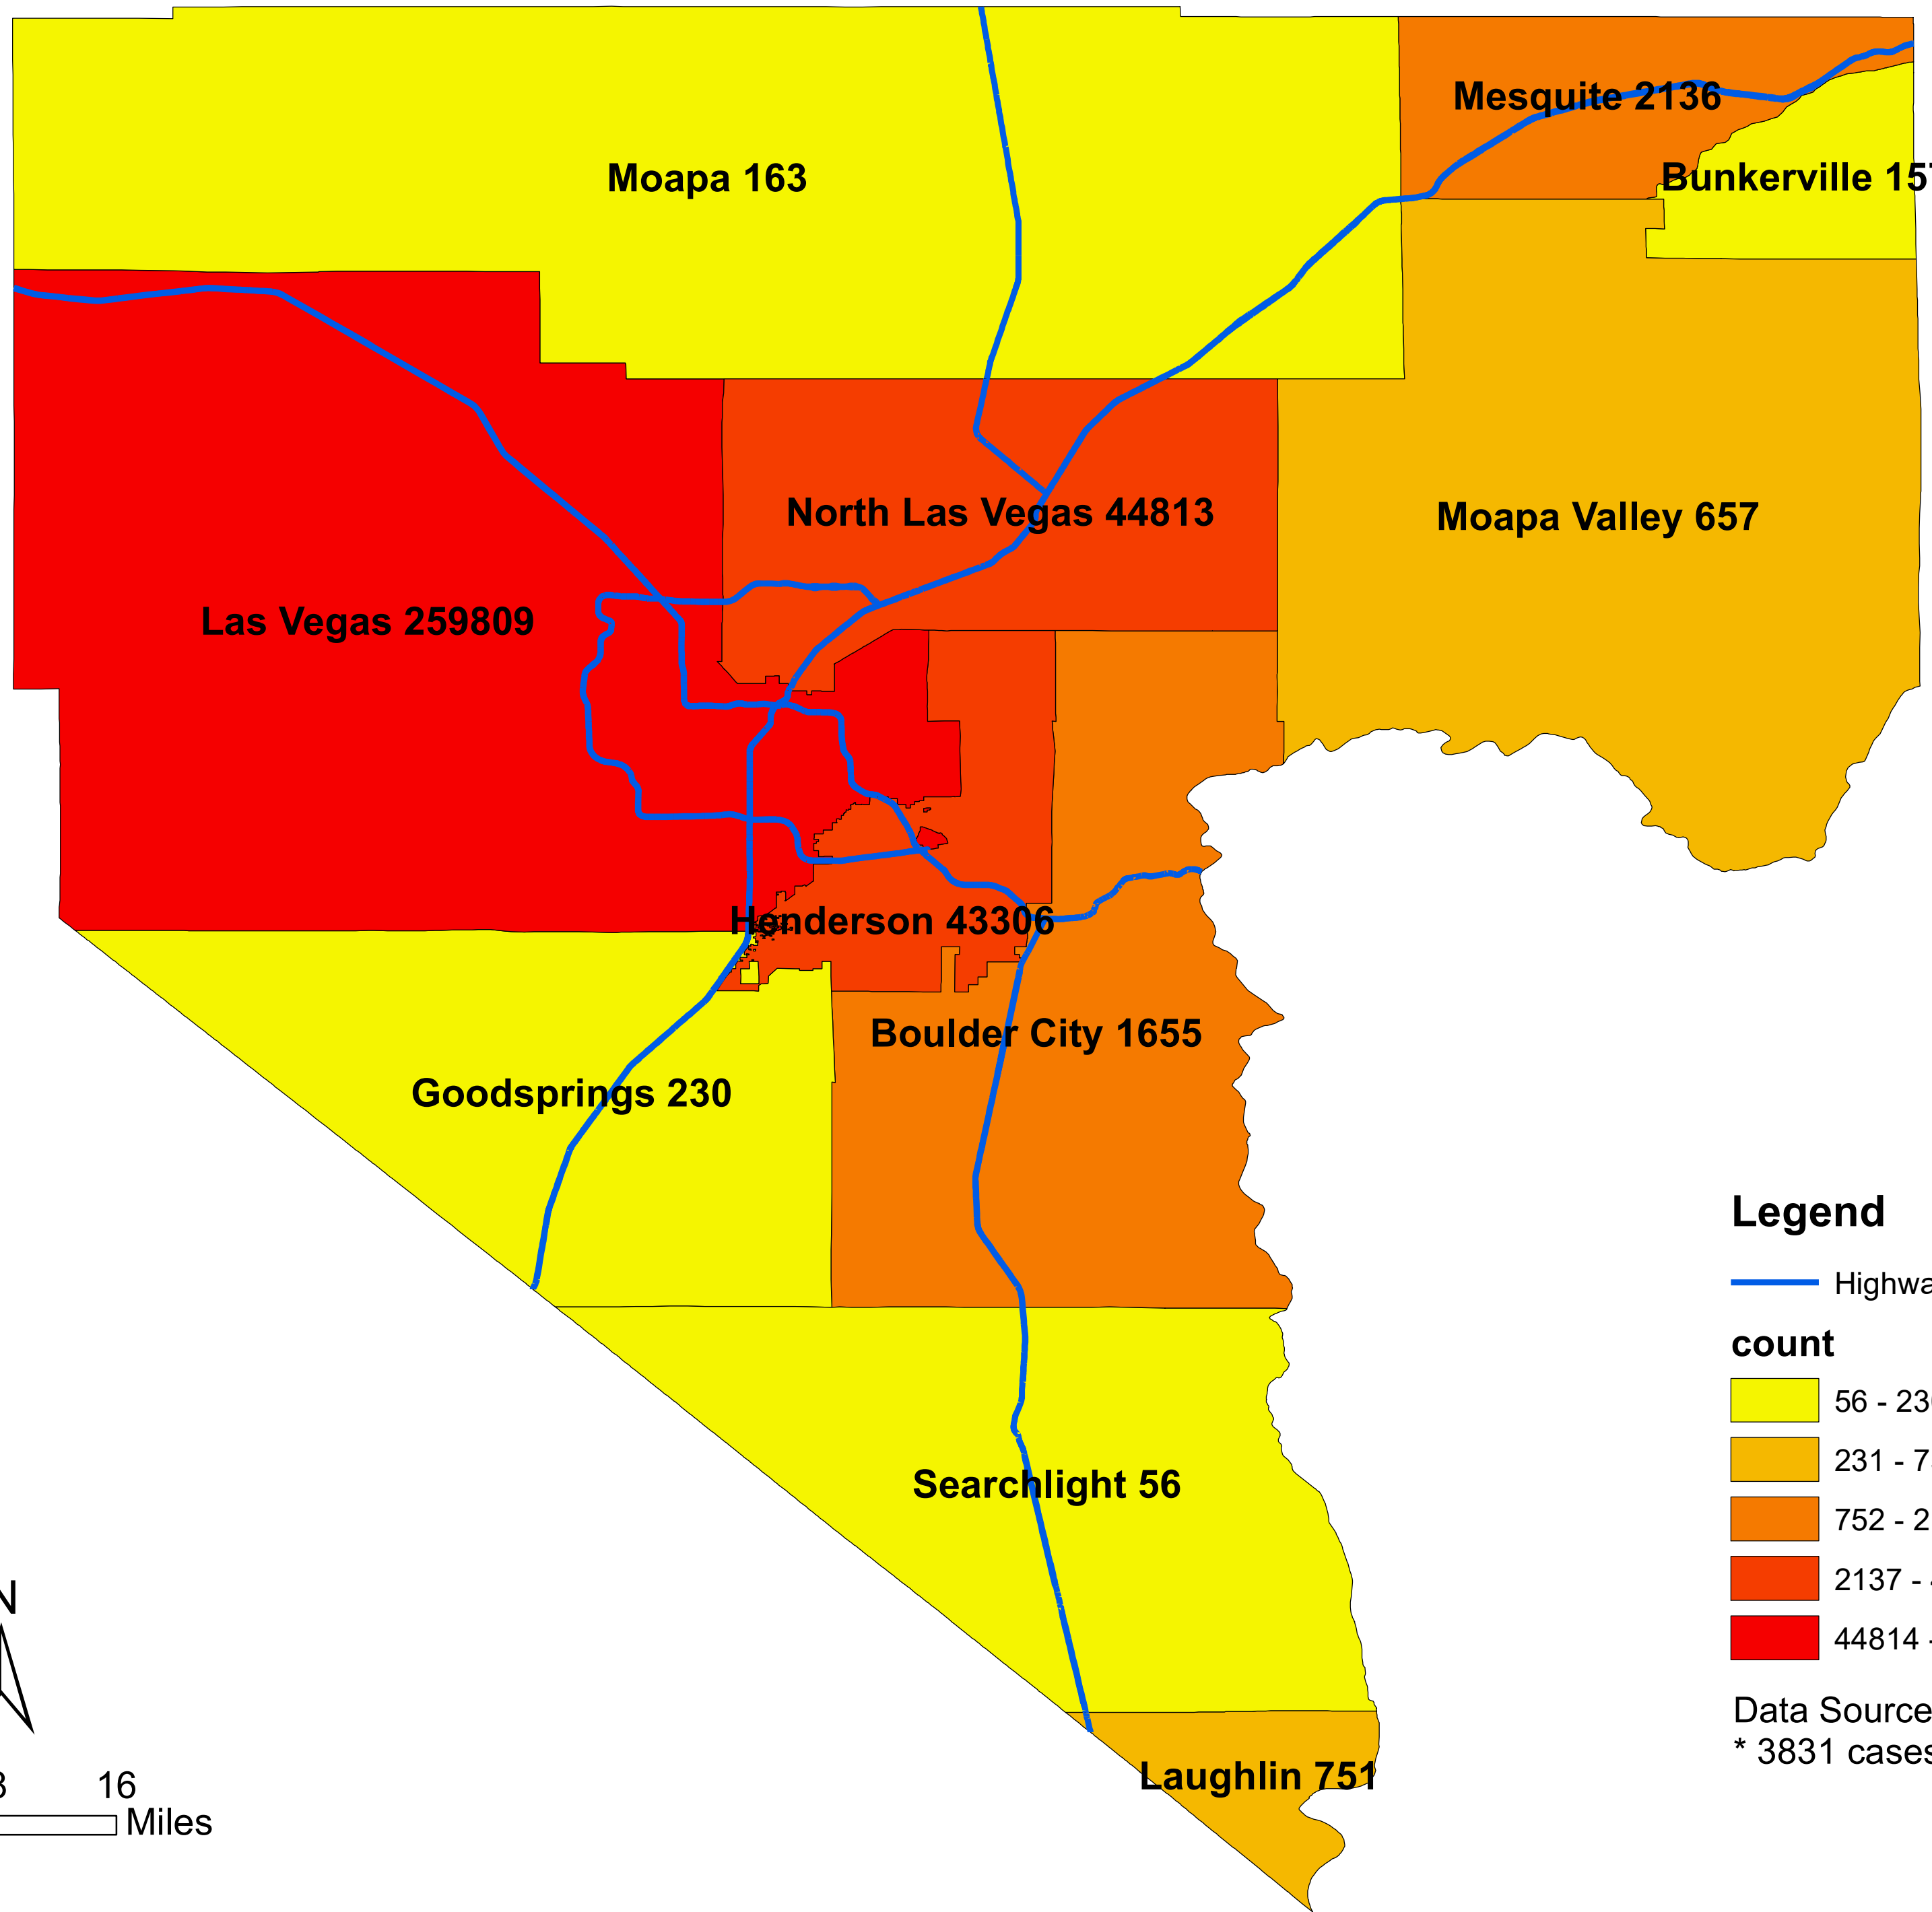 Mesquite 2136
Moapa 163
Bunkerville 15
North Las Vegas 44813
Moapa Valley 657
Las Vegas 259809
Henderson 43306
Boulder City 1655
Goodsprings 230
Legend
count
56 - 23
Searchlight 56
231 - 7
752 - 2
2137 -
N
44814 -
Data Source
* 3831 cases
Laughlin 751
16
Miles